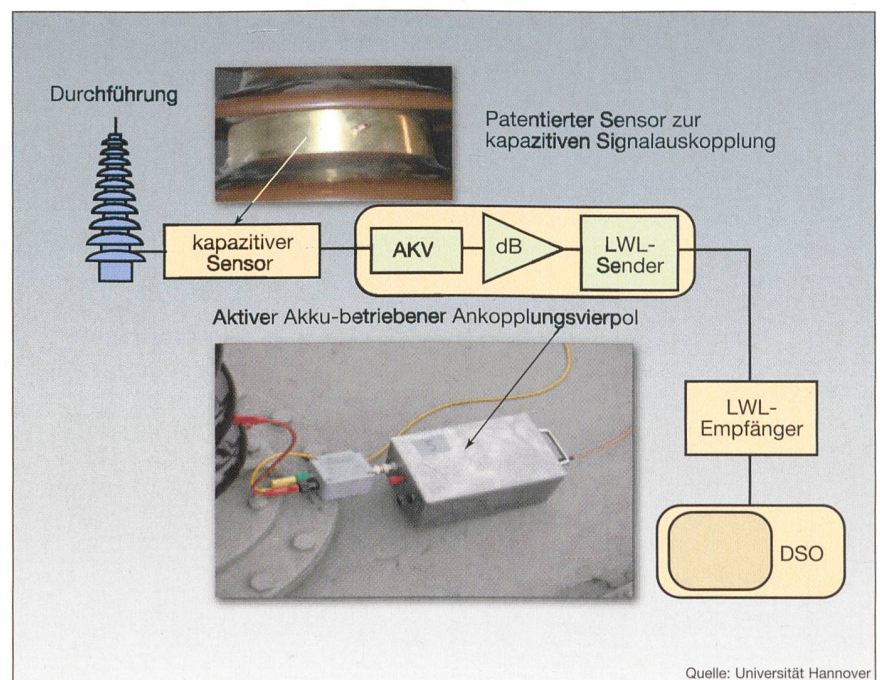 Durchführung
Patentierter Sensor zur
kapazitiven Signalauskopplung
kapazitiver
Sensor
AKV
dB
LWL-
Sender
Aktiver Akku-betriebener Ankopplungsvierpol
LWL-
Empfänger
DSO
Quelle: Universität Hannover